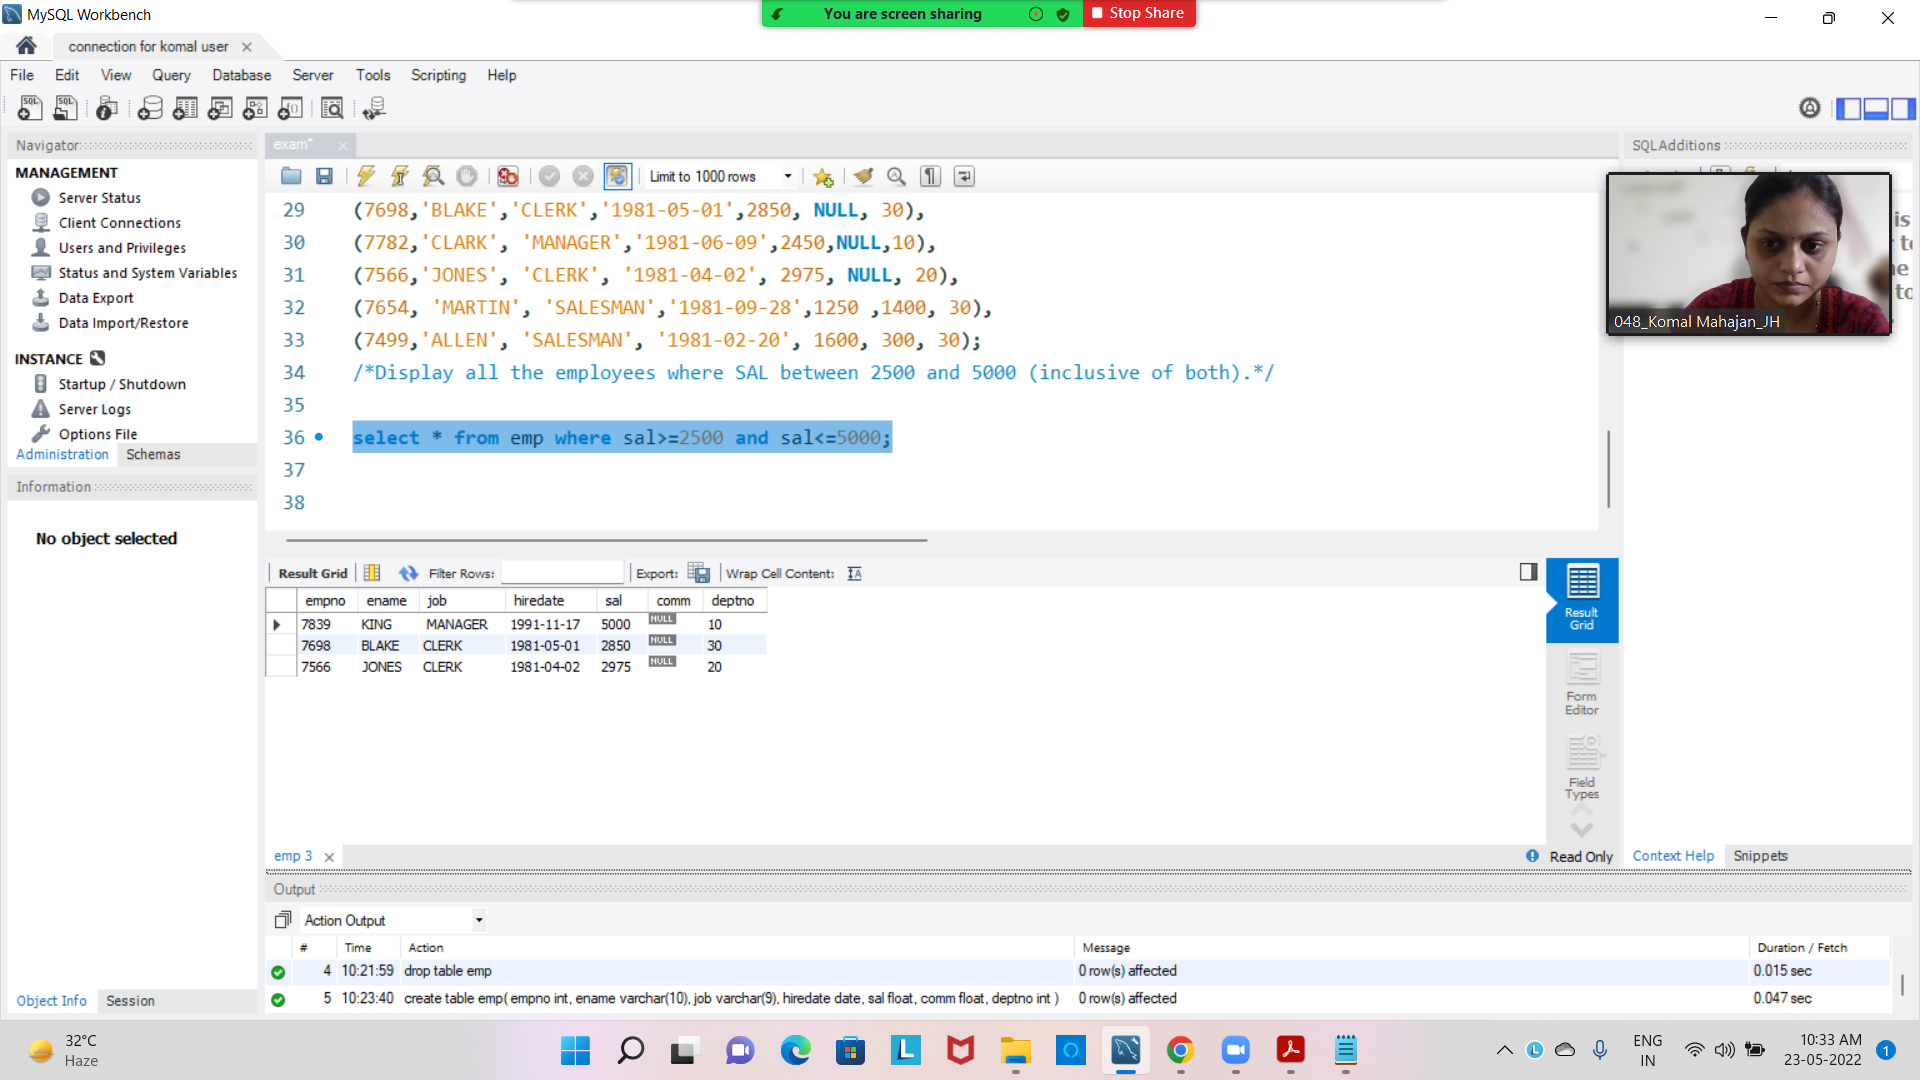 MySQL Workbench
You are screen sharing
Stop Share
connection for komal user
File Edit View Query Database Server Tools Scripting Help
Navigator
exam*
SQLAdditions
MANAGEMENT
Server Status
Client Connections
Users and Privileges
Status and System Variables
Data Export
Data Import/Restore
INSTANCE
Startup / Shutdown
Server Logs
Options File
Administration Schemas
Information
No object selected
Limit to 1000 rows
29 (7698,'BLAKE','CLERK','1981-05-01',2850, NULL, 30),
30 (7782,'CLARK', 'MANAGER','1981-06-09',2450,NULL,10),
31 (7566,'JONES', 'CLERK', '1981-04-02', 2975, NULL, 20),
32 (7654, 'MARTIN', 'SALESMAN','1981-09-28',1250 ,1400, 30),
33 (7499,'ALLEN', 'SALESMAN', '1981-02-20', 1600, 300, 30);
34 /*Display all the employees where SAL between 2500 and 5000 (inclusive of both).*/
35
36 select * from emp where sal>=2500 and sal<=5000;
37
38
048_Komal Mahajan_JH
Result Grid Filter Rows: Export: Wrap Cell Content:
empno ename job hiredate sal comm deptno
7839 KING MANAGER 1991-11-17 5000 NULL 10
7698 BLAKE CLERK 1981-05-01 2850 NULL 30
7566 JONES CLERK 1981-04-02 2975 NULL 20
Result
Grid
Form
Editor
Field
Types
emp 3
Read Only
Context Help Snippets
Output
Action Output
# Time Action Message Duration / Fetch
4 10:21:59 drop table emp 0 row(s) affected 0.015 sec
5 10:23:40 create table emp( empno int, ename varchar(10), job varchar(9), hiredate date, sal float, comm float, deptno int ) 0 row(s) affected 0.047 sec
Object Info Session
32°C
Haze
ENG
IN
10:33 AM
23-05-2022
1